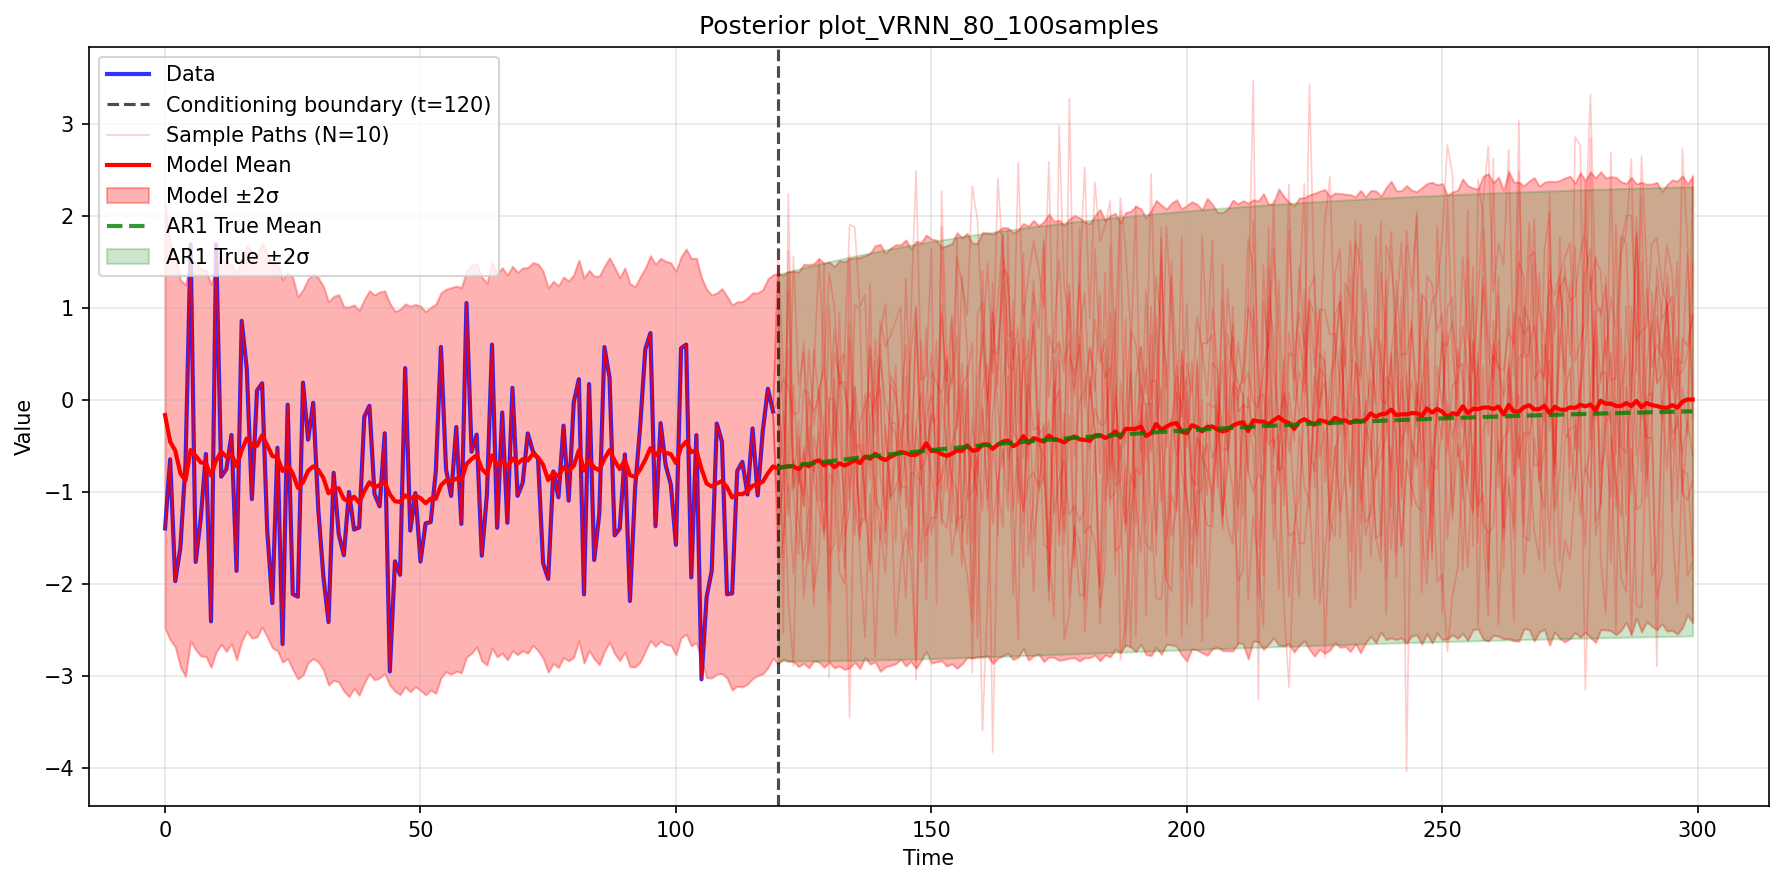 Posterior plot_VRNN_80_100samples
Data
Conditioning boundary (t=120)
Sample Paths (N=10)
Model Mean
Model ±2σ
AR1 True Mean
AR1 True ±2σ
3
2
1
0
−1
−2
−3
−4
Value
0
50
100
150
200
250
300
Time